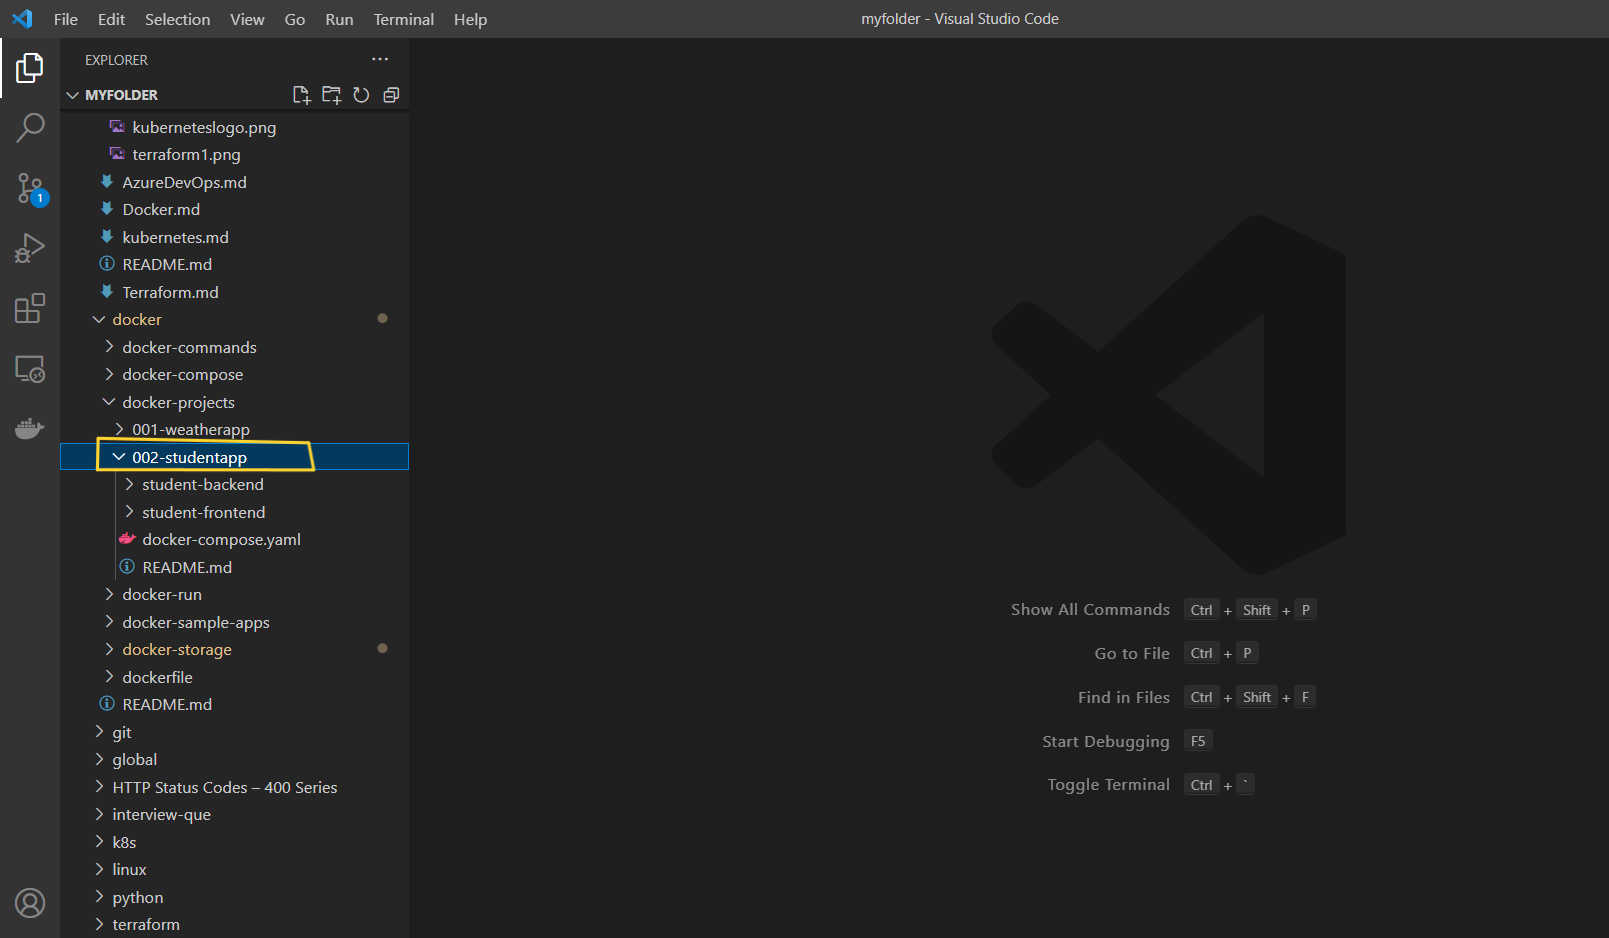 File Edit Selection View Go Run Terminal Help
myfolder - Visual Studio Code
EXPLORER
MYFOLDER
kuberneteslogo.png
terraform1.png
AzureDevOps.md
Docker.md
kubernetes.md
README.md
Terraform.md
docker
docker-commands
docker-compose
docker-projects
001-weatherapp
002-studentapp
student-backend
student-frontend
docker-compose.yaml
README.md
docker-run
docker-sample-apps
docker-storage
dockerfile
README.md
git
global
HTTP Status Codes – 400 Series
interview-que
k8s
linux
python
terraform
1
Show All Commands Ctrl + Shift + P
Go to File Ctrl + P
Find in Files Ctrl + Shift + F
Start Debugging F5
Toggle Terminal Ctrl + `